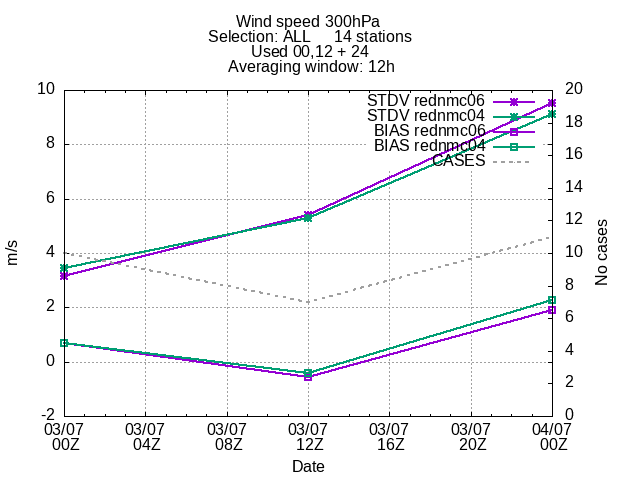 Wind speed 300hPa
Selection: ALL 14 stations
Used 00,12 + 24
Averaging window: 12h
STDV rednmc06
STDV rednmc04
BIAS rednmc06
BIAS rednmc04
CASES
10
8
6
4
2
0
-2
m/s
20
18
16
14
12
10
8
6
4
2
0
No cases
03/07 03/07 03/07 03/07 03/07 03/07 04/07
00Z 04Z 08Z 12Z 16Z 20Z 00Z
Date